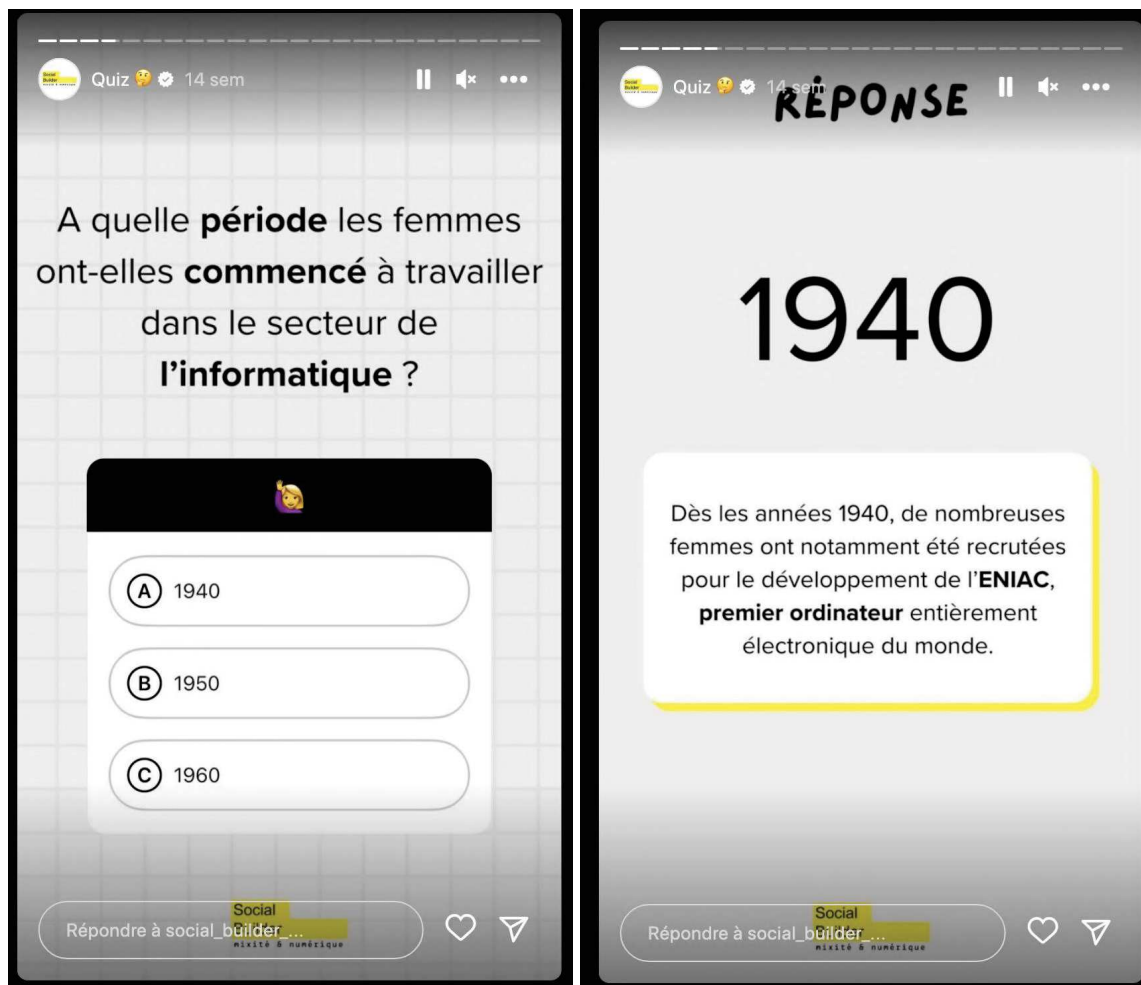 Quiz 🤔 14 sem
A quelle période les femmes
ont-elles commencé à travailler
dans le secteur de
l'informatique ?
A 1940
B 1950
C 1960
Social
Builder
mixité & numérique
Répondre à social_builder_...
Quiz 🤔 14 sem
RÉPONSE
1940
Dès les années 1940, de nombreuses
femmes ont notamment été recrutées
pour le développement de l'ENIAC,
premier ordinateur entièrement
électronique du monde.
Social
Builder
mixité & numérique
Répondre à social_builder_...